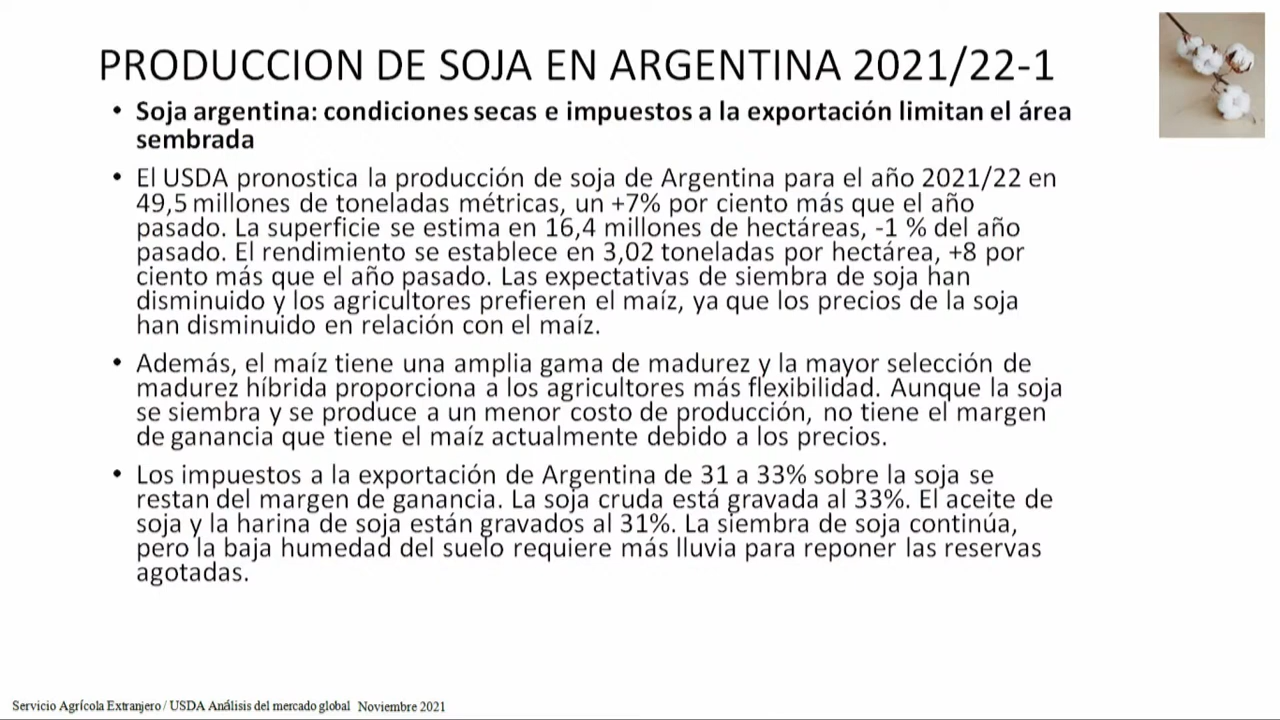 PRODUCCION DE SOJA EN ARGENTINA 2021/22-1
• Soja argentina: condiciones secas e impuestos a la exportación limitan el área
sembrada
• El USDA pronostica la producción de soja de Argentina para el año 2021/22 en
49,5 millones de toneladas métricas, un +7% por ciento más que el año
pasado. La superficie se estima en 16,4 millones de hectáreas, -1 % del año
pasado. El rendimiento se establece en 3,02 toneladas por hectárea, +8 por
ciento más que el año pasado. Las expectativas de siembra de soja han
disminuido y los agricultores prefieren el maíz, ya que los precios de la soja
han disminuido en relación con el maíz.
• Además, el maíz tiene una amplia gama de madurez y la mayor selección de
madurez híbrida proporciona a los agricultores más flexibilidad. Aunque la soja
se siembra y se produce a un menor costo de producción, no tiene el margen
de ganancia que tiene el maíz actualmente debido a los precios.
• Los impuestos a la exportación de Argentina de 31 a 33% sobre la soja se
restan del margen de ganancia. La soja cruda está gravada al 33%. El aceite de
soja y la harina de soja están gravados al 31%. La siembra de soja continúa,
pero la baja humedad del suelo requiere más lluvia para reponer las reservas
agotadas.
Servicio Agrícola Extranjero / USDA Análisis del mercado global Noviembre 2021